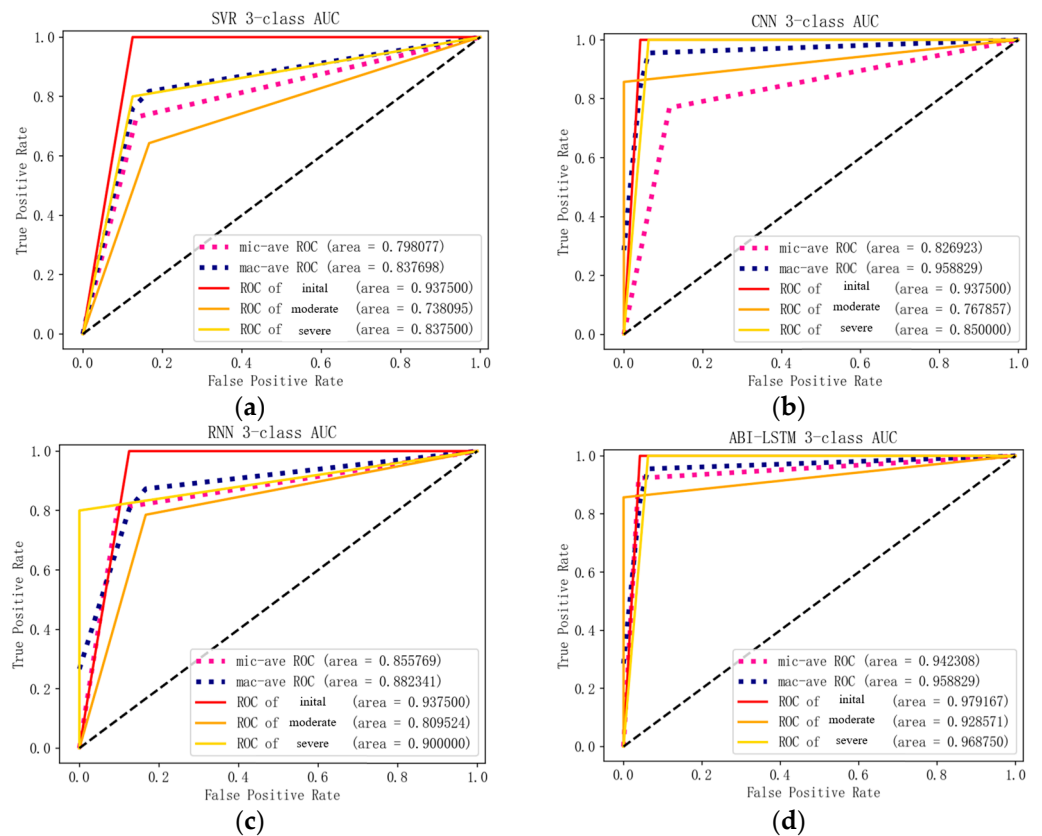 SVR 3-class AUC
True Positive Rate
1.0
0.8
0.6
0.4
0.2
0.0
mic-ave ROC (area = 0.798077)
mac-ave ROC (area = 0.837698)
ROC of inital (area = 0.937500)
ROC of moderate (area = 0.738095)
ROC of severe (area = 0.837500)
0.0 0.2 0.4 0.6 0.8 1.0
False Positive Rate
(a)
CNN 3-class AUC
True Positive Rate
1.0
0.8
0.6
0.4
0.2
0.0
mic-ave ROC (area = 0.826923)
mac-ave ROC (area = 0.958829)
ROC of inital (area = 0.937500)
ROC of moderate (area = 0.767857)
ROC of severe (area = 0.850000)
0.0 0.2 0.4 0.6 0.8 1.0
False Positive Rate
(b)
RNN 3-class AUC
True Positive Rate
1.0
0.8
0.6
0.4
0.2
0.0
mic-ave ROC (area = 0.855769)
mac-ave ROC (area = 0.882341)
ROC of inital (area = 0.937500)
ROC of moderate (area = 0.809524)
ROC of severe (area = 0.900000)
0.0 0.2 0.4 0.6 0.8 1.0
False Positive Rate
(c)
ABI-LSTM 3-class AUC
True Positive Rate
1.0
0.8
0.6
0.4
0.2
0.0
mic-ave ROC (area = 0.942308)
mac-ave ROC (area = 0.958829)
ROC of inital (area = 0.979167)
ROC of moderate (area = 0.928571)
ROC of severe (area = 0.968750)
0.0 0.2 0.4 0.6 0.8 1.0
False Positive Rate
(d)